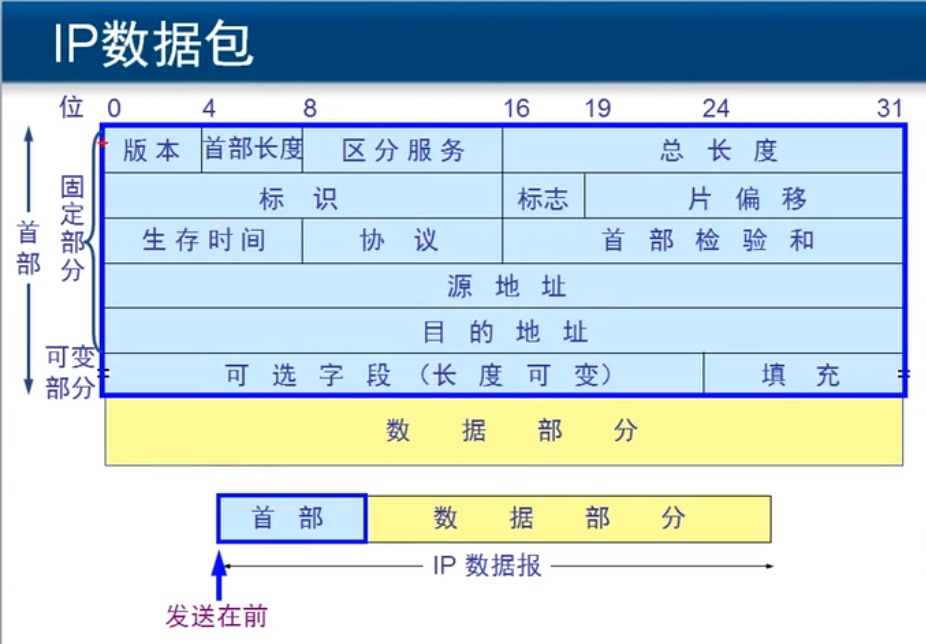 IP数据包
位 0 4 8 16 19 24 31
版本 首部长度 区分服务 总长度
标识 标志 片偏移
生存时间 协议 首部检验和
源地址
目的地址
可选字段（长度可变） 填充
首部
固定部分
可变
部分
数据部分
首部 数据部分
IP 数据报
发送在前